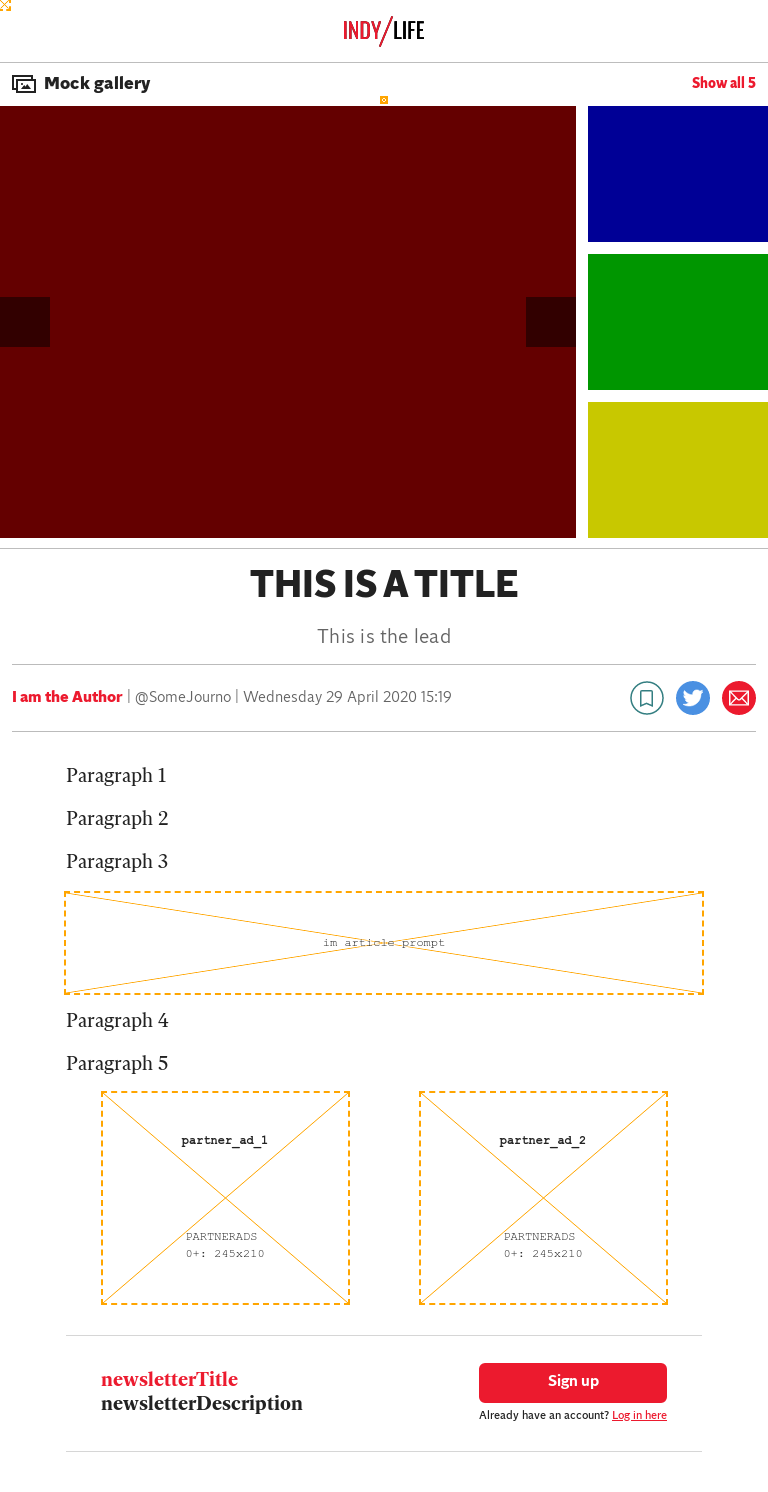 INDY/LIFE
Mock gallery
Show all 5
THIS IS A TITLE
This is the lead
I am the Author | @SomeJourno | Wednesday 29 April 2020 15:19
Paragraph 1
Paragraph 2
Paragraph 3
im article prompt
Paragraph 4
Paragraph 5
partner_ad_1
PARTNERADS
0+: 245x210
partner_ad_2
PARTNERADS
0+: 245x210
newsletterTitle
newsletterDescription
Sign up
Already have an account? Log in here